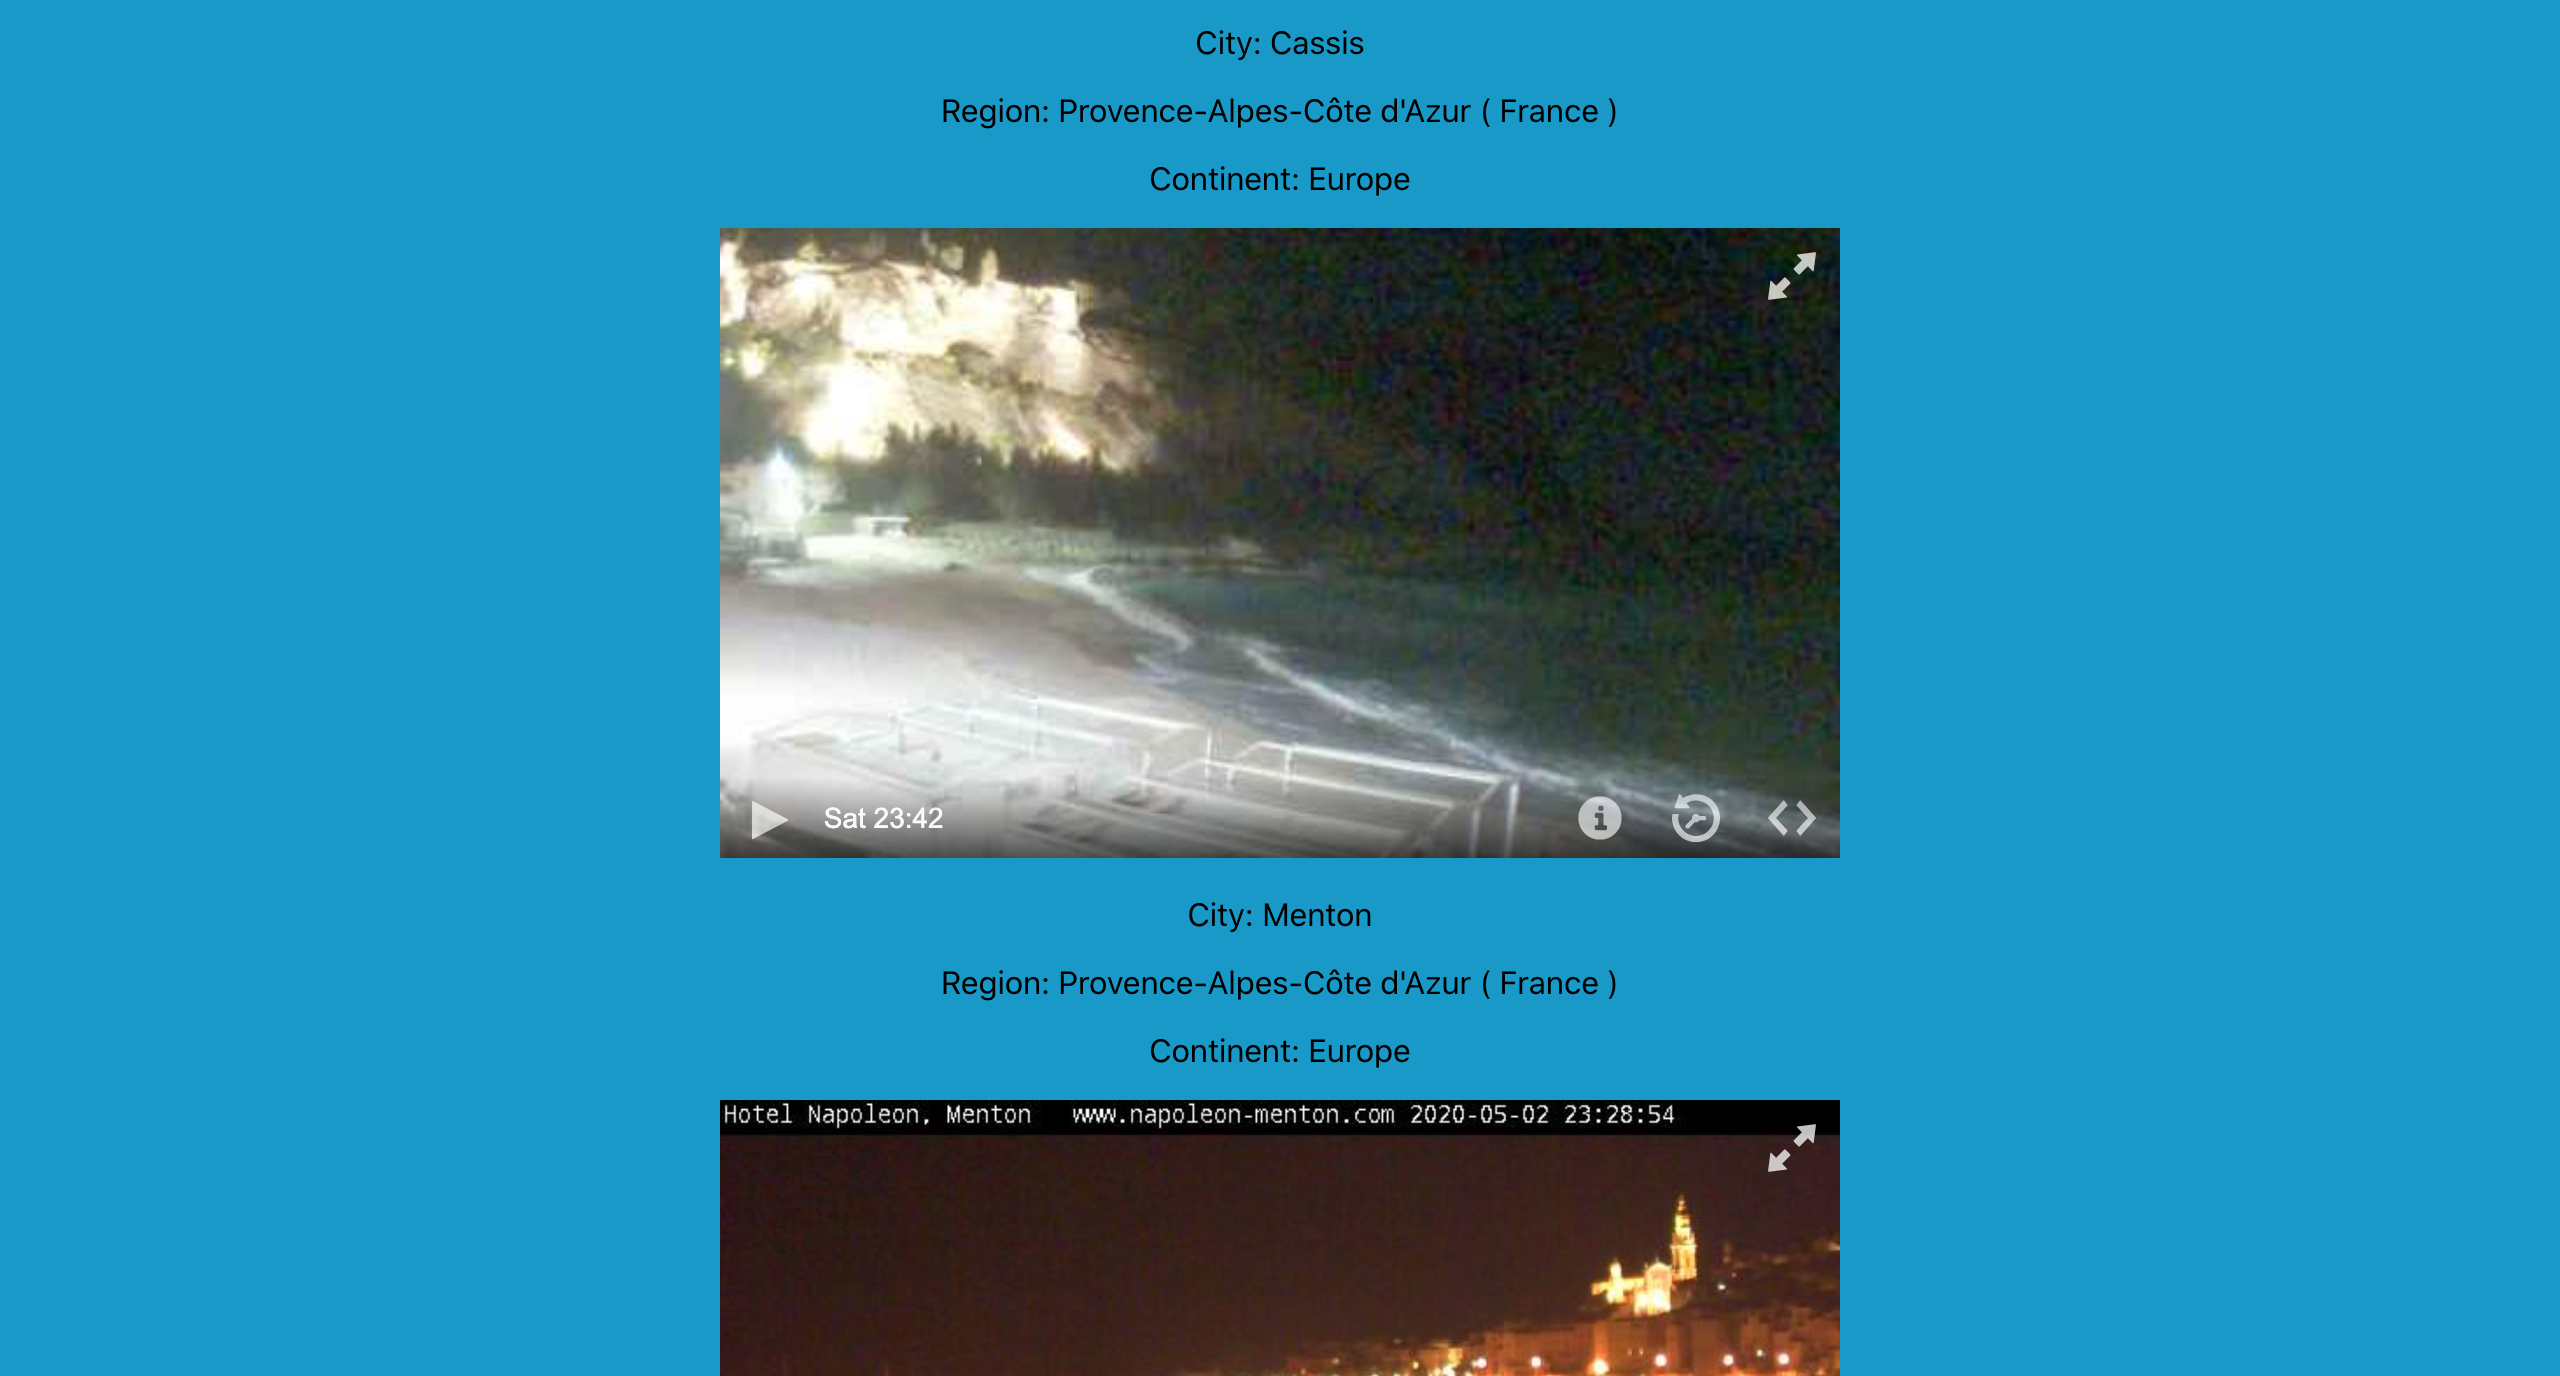 City: Cassis
Region: Provence-Alpes-Côte d'Azur ( France )
Continent: Europe
Sat 23:42
City: Menton
Region: Provence-Alpes-Côte d'Azur ( France )
Continent: Europe
Hotel Napoleon, Menton www.napoleon-menton.com 2020-05-02 23:28:54